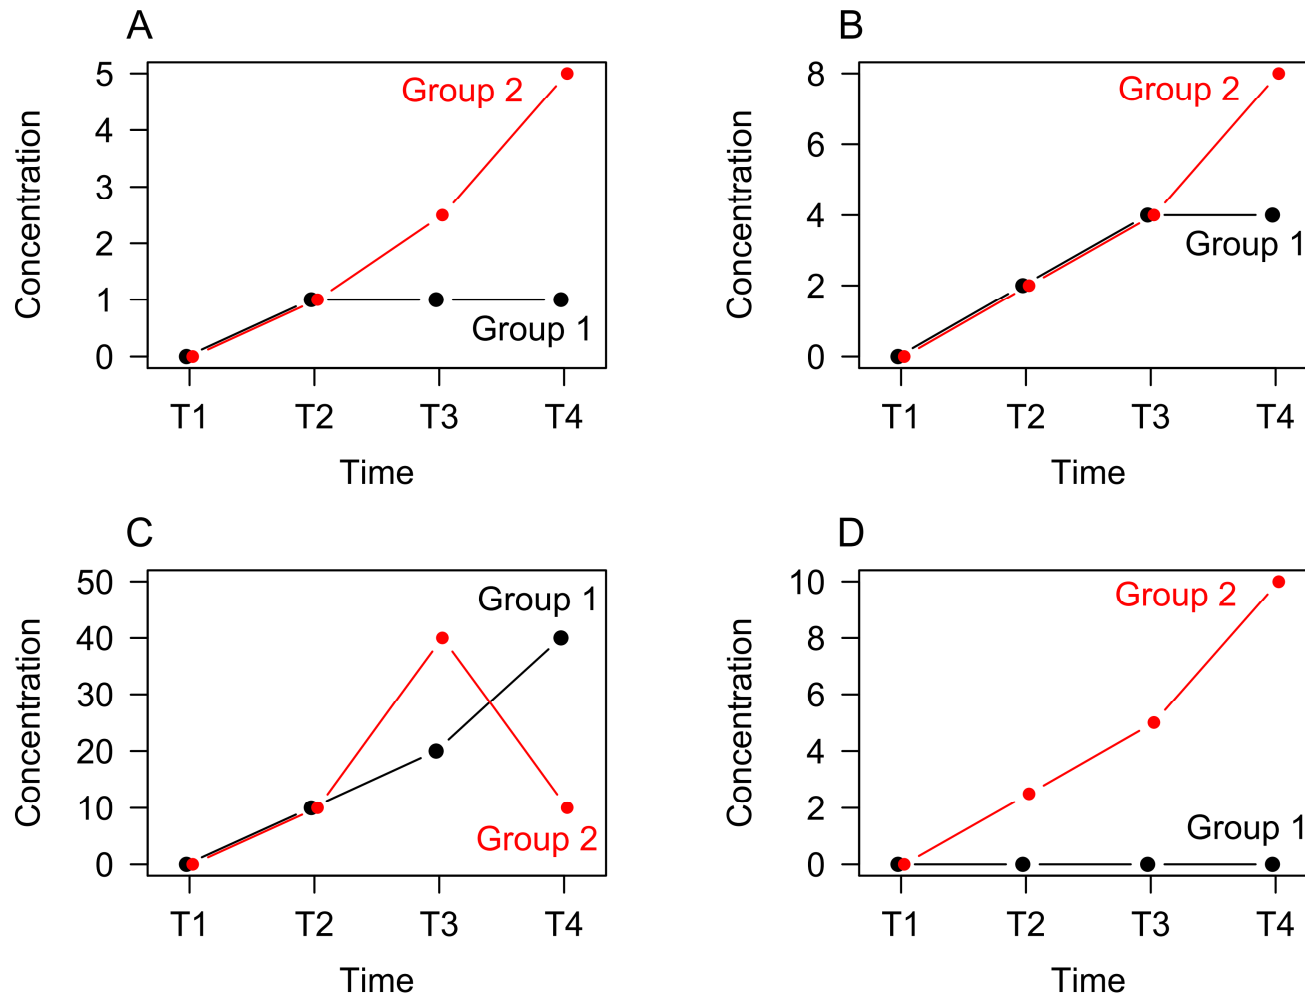 A
Concentration
5
4
3
2
1
0
Group 2
Group 1
T1 T2 T3 T4
Time
B
Concentration
8
6
4
2
0
Group 2
Group 1
T1 T2 T3 T4
Time
C
Concentration
50
40
30
20
10
0
Group 1
Group 2
T1 T2 T3 T4
Time
D
Concentration
10
8
6
4
2
0
Group 2
Group 1
T1 T2 T3 T4
Time